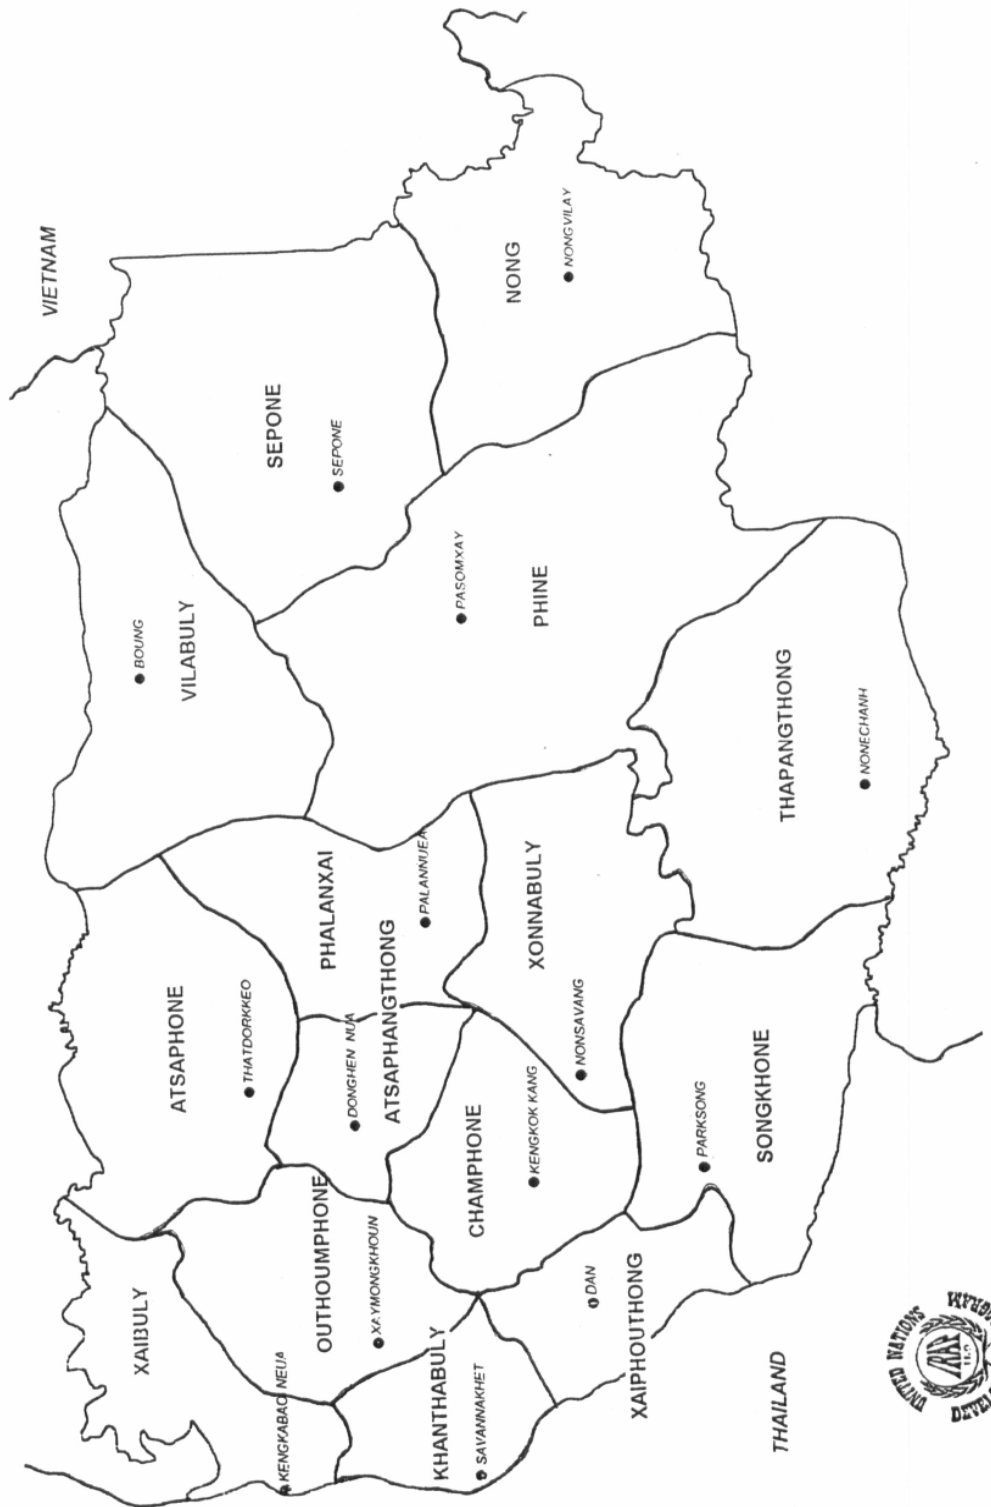 VIETNAM
NONG
NONGVILAY
SEPONE
SEPONE
BOUNG
VILABULY
PASOMXAY
PHINE
THAPANGTHONG
NONECHANH
PHALANXAI
PALANNUEA
XONNABULY
NONSAVANG
ATSAPHONE
THATDORKKEO
DONGHEN NUA
ATSAPHANGTHONG
CHAMPHONE
KENGKOK KANG
PARKSONG
SONGKHONE
XAIBULY
KENGKABAO NEUA
OUTHOUMPHONE
XAYMONGKHOUN
KHANTHABULY
SAVANNAKHET
DAN
XAIPHOUTHONG
THAILAND
UNITED NATIONS